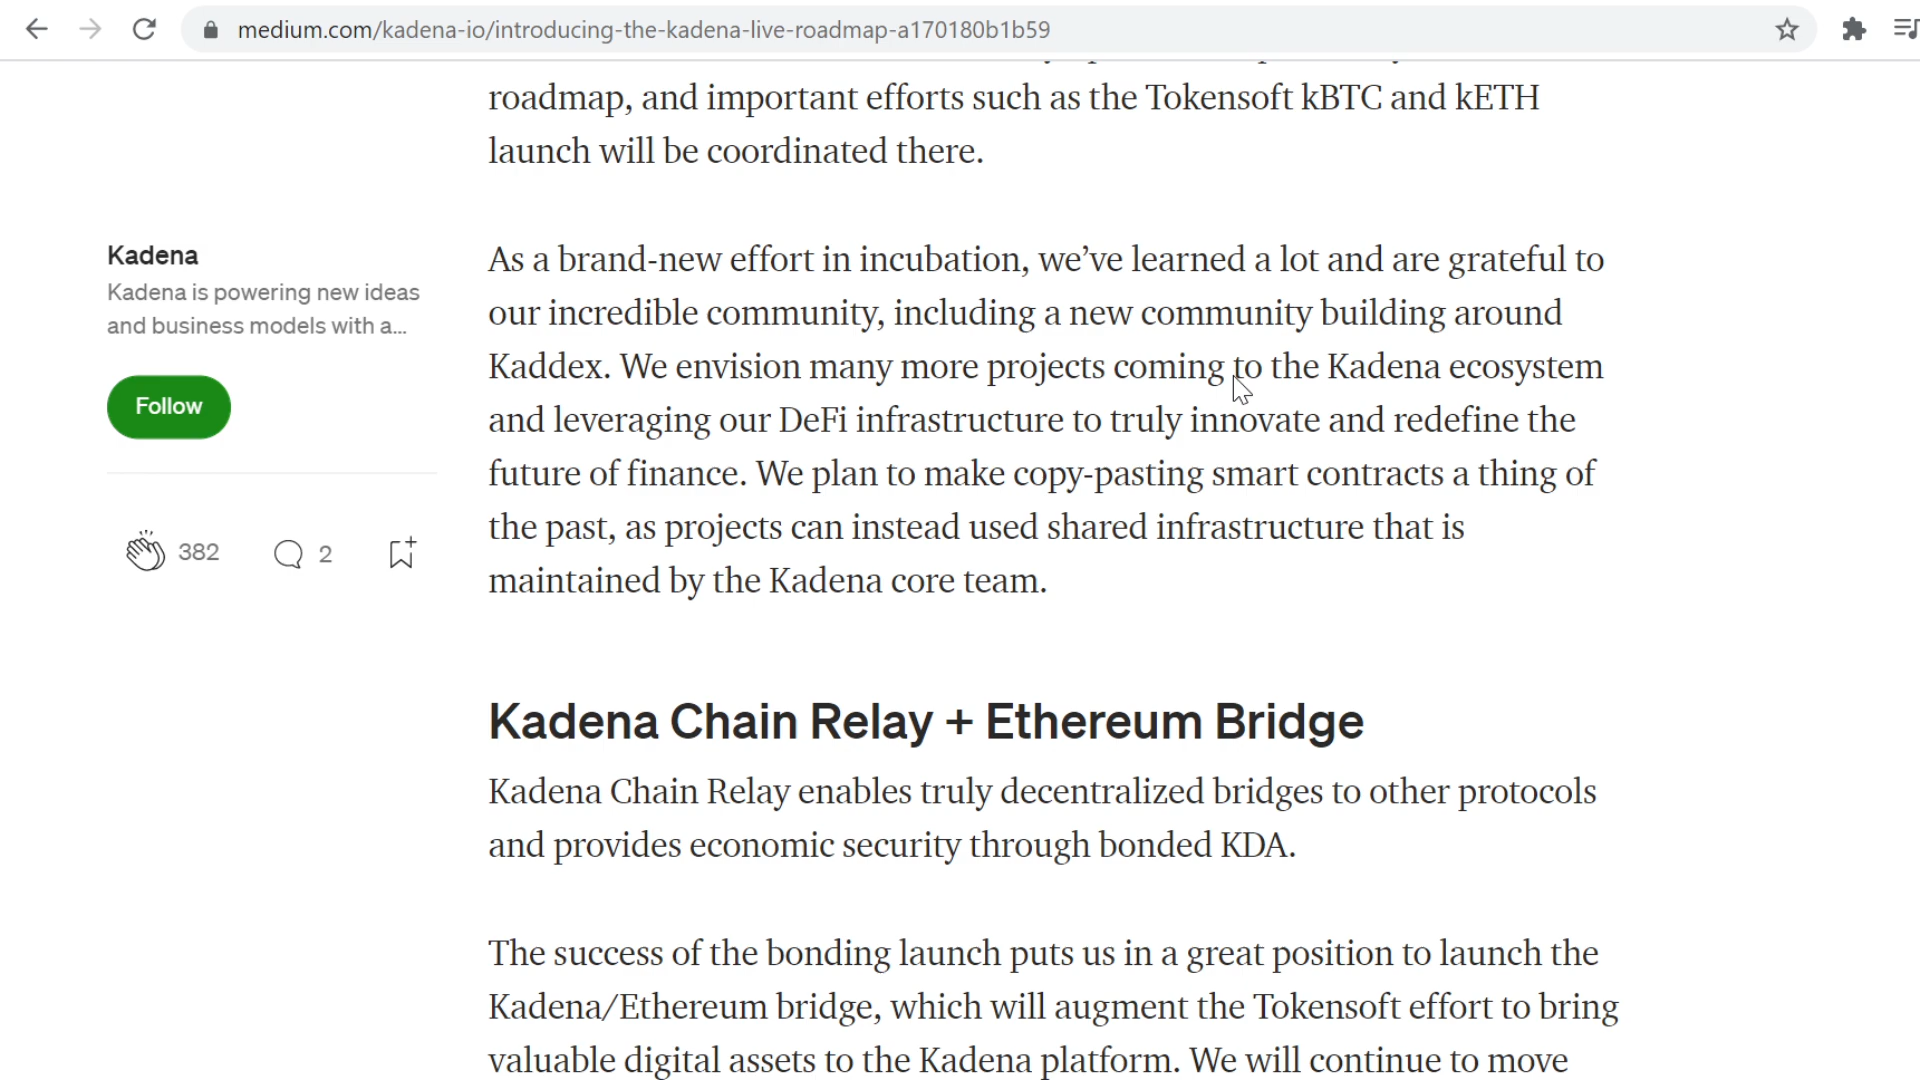 medium.com/kadena-io/introducing-the-kadena-live-roadmap-a170180b1b59
roadmap, and important efforts such as the Tokensoft kBTC and kETH
launch will be coordinated there.
Kadena
Kadena is powering new ideas
and business models with a...
Follow
382
2
As a brand-new effort in incubation, we’ve learned a lot and are grateful to
our incredible community, including a new community building around
Kaddex. We envision many more projects coming to the Kadena ecosystem
and leveraging our DeFi infrastructure to truly innovate and redefine the
future of finance. We plan to make copy-pasting smart contracts a thing of
the past, as projects can instead used shared infrastructure that is
maintained by the Kadena core team.
Kadena Chain Relay + Ethereum Bridge
Kadena Chain Relay enables truly decentralized bridges to other protocols
and provides economic security through bonded KDA.
The success of the bonding launch puts us in a great position to launch the
Kadena/Ethereum bridge, which will augment the Tokensoft effort to bring
valuable digital assets to the Kadena platform. We will continue to move